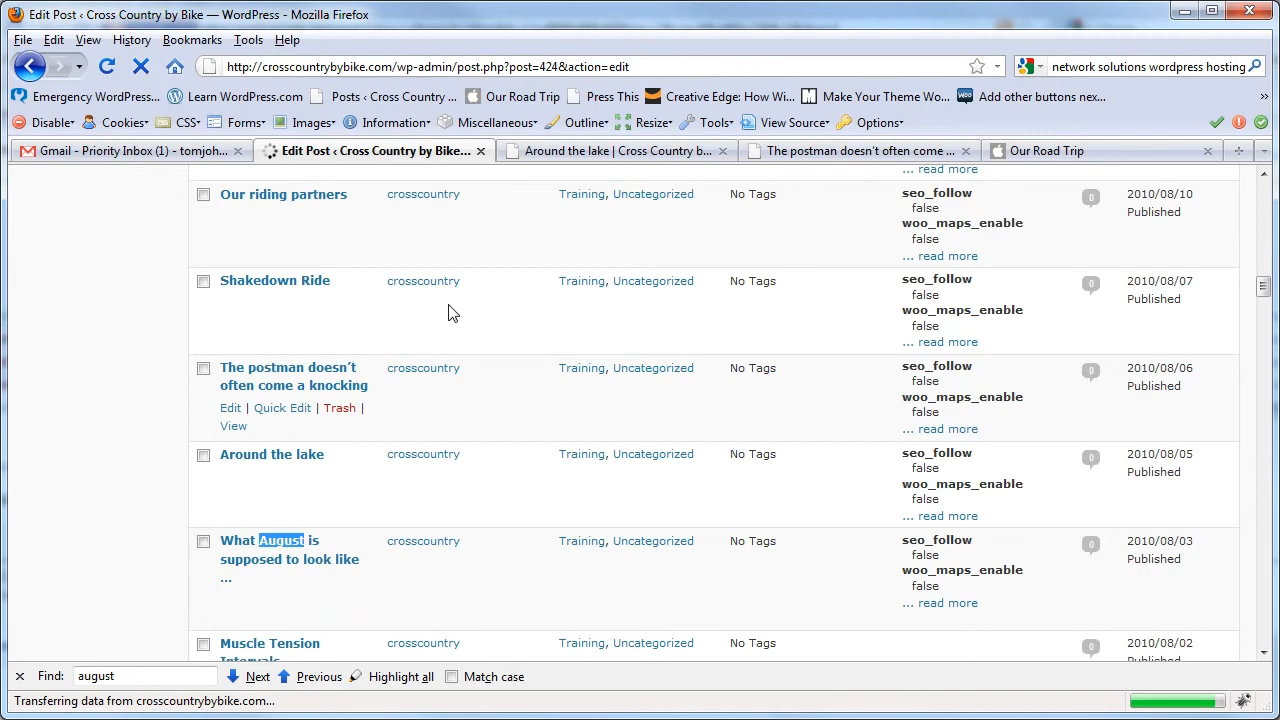 Edit Post ‹ Cross Country by Bike — WordPress - Mozilla Firefox
File Edit View History Bookmarks Tools Help
http://crosscountrybybike.com/wp-admin/post.php?post=424&action=edit
network solutions wordpress hosting
Emergency WordPress... Learn WordPress.com Posts ‹ Cross Country ... Our Road Trip Press This Creative Edge: How Wi... Make Your Theme Wo... Add other buttons nex... »
Disable Cookies CSS Forms Images Information Miscellaneous Outline Resize Tools View Source Options
Gmail - Priority Inbox (1) - tomjoh... Edit Post ‹ Cross Country by Bike... Around the lake | Cross Country b... The postman doesn't often come ... Our Road Trip
... read more
Our riding partners crosscountry Training, Uncategorized No Tags seo_follow 0 2010/08/10
false Published
woo_maps_enable
false
... read more
Shakedown Ride crosscountry Training, Uncategorized No Tags seo_follow 0 2010/08/07
false Published
woo_maps_enable
false
... read more
The postman doesn't crosscountry Training, Uncategorized No Tags seo_follow 0 2010/08/06
often come a knocking false Published
woo_maps_enable
Edit | Quick Edit | Trash | false
View ... read more
Around the lake crosscountry Training, Uncategorized No Tags seo_follow 0 2010/08/05
false Published
woo_maps_enable
false
... read more
What August is crosscountry Training, Uncategorized No Tags seo_follow 0 2010/08/03
supposed to look like false Published
... woo_maps_enable
false
... read more
Muscle Tension crosscountry Training, Uncategorized No Tags seo_follow 0 2010/08/02
Intervals false Published
Find: august Next Previous Highlight all Match case
Transferring data from crosscountrybybike.com...